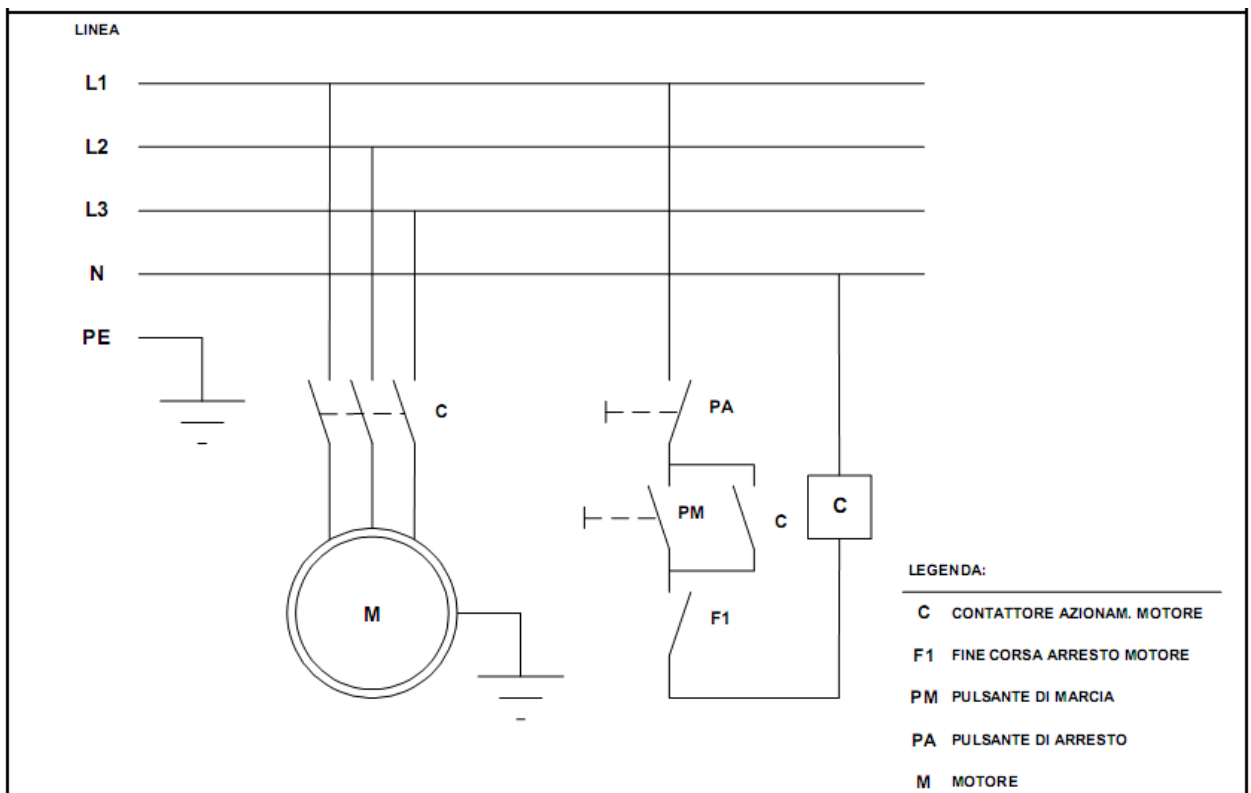 LINEA
L1
L2
L3
N
PE
C
PA
PM
C
C
F1
M
LEGENDA:
C CONTATTORE AZIONAM. MOTORE
F1 FINE CORSA ARRESTO MOTORE
PM PULSANTE DI MARCIA
PA PULSANTE DI ARRESTO
M MOTORE